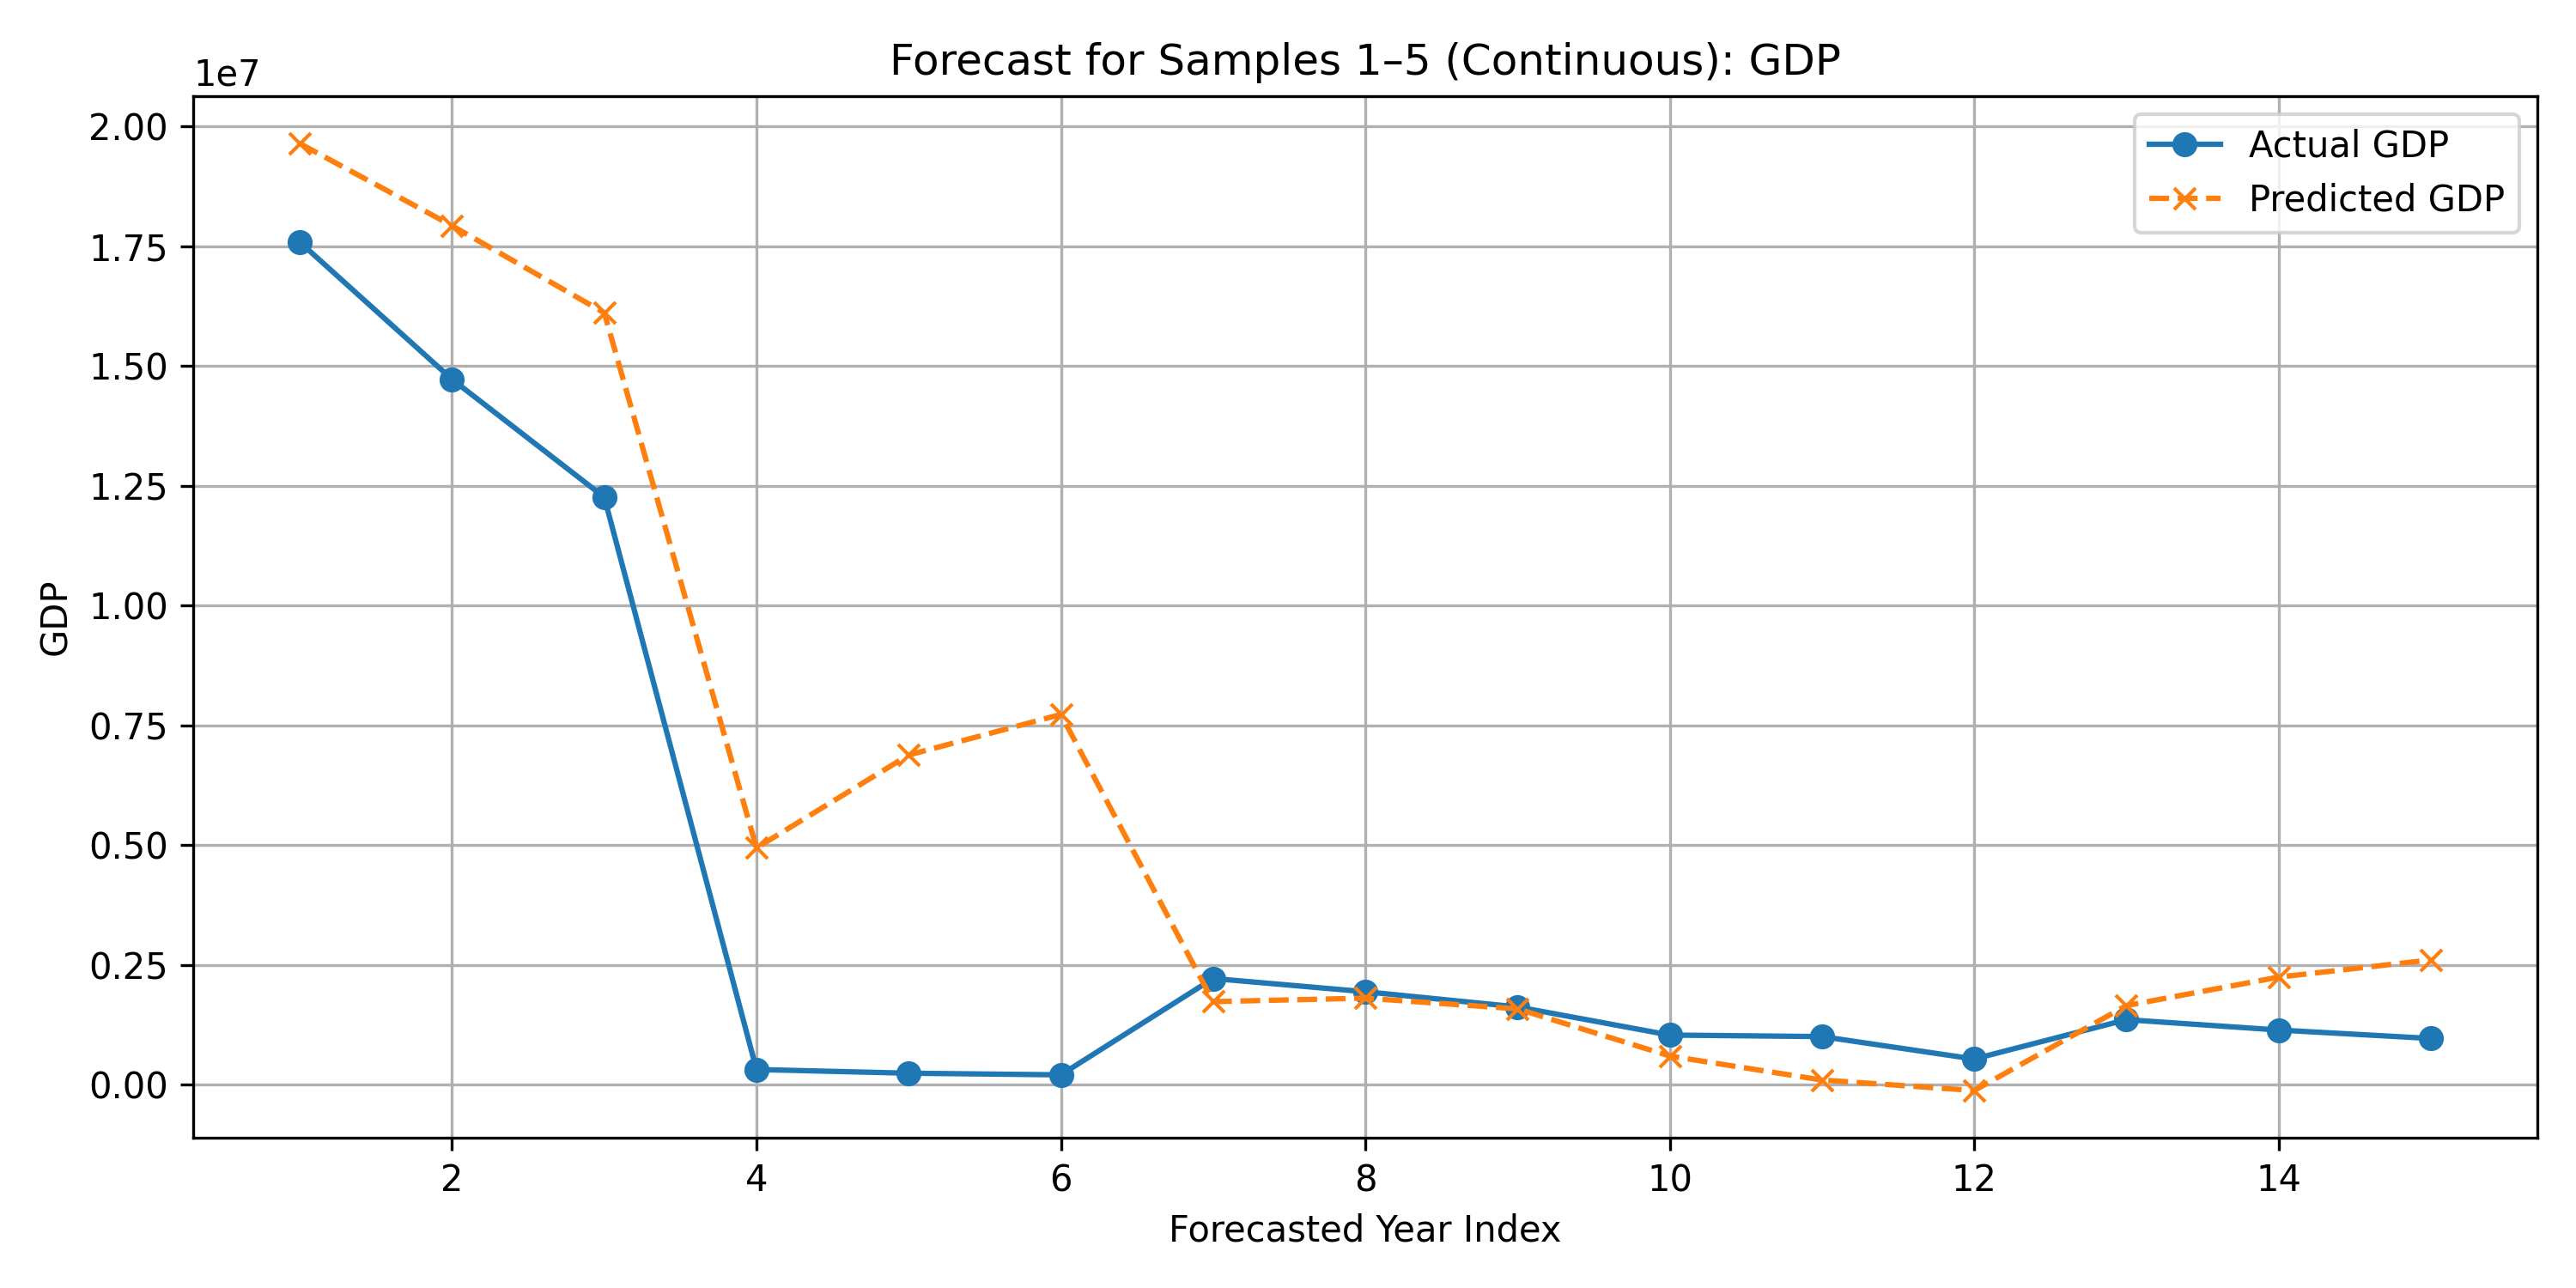 Forecast for Samples 1–5 (Continuous): GDP
1e7
2.00
1.75
1.50
1.25
1.00
0.75
0.50
0.25
0.00
GDP
Actual GDP
Predicted GDP
2 4 6 8 10 12 14
Forecasted Year Index